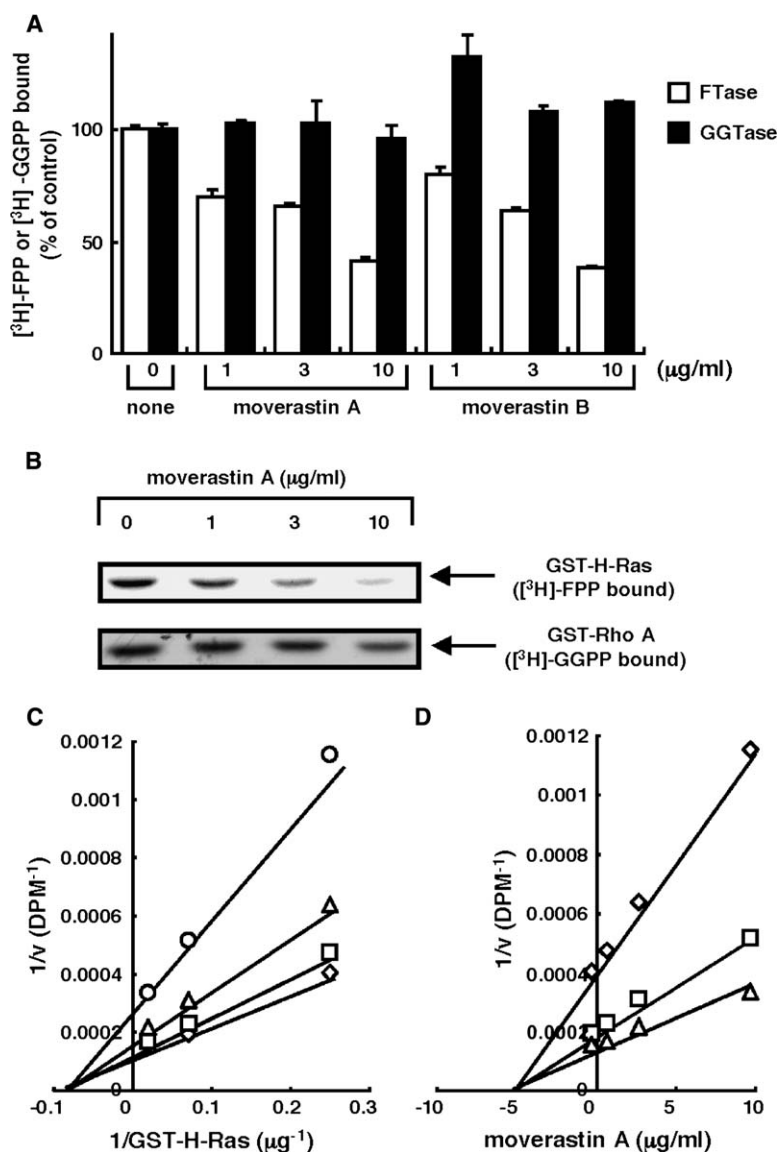 A
[³H]-FPP or [³H] -GGPP bound
(% of control)
100
50
0
FTase
GGTase
0 1 3 10 1 3 10 (μg/ml)
none moverastin A moverastin B
B
moverastin A (μg/ml)
0 1 3 10
GST-H-Ras
([³H]-FPP bound)
GST-Rho A
([³H]-GGPP bound)
C
1/v (DPM⁻¹)
0.0012
0.001
0.0008
0.0006
0.0004
0.0002
0
-0.1 0 0.1 0.2 0.3
1/GST-H-Ras (μg⁻¹)
D
1/v (DPM⁻¹)
0.0012
0.001
0.0008
0.0006
0.0004
0.0002
0
-10 -5 0 5 10
moverastin A (μg/ml)